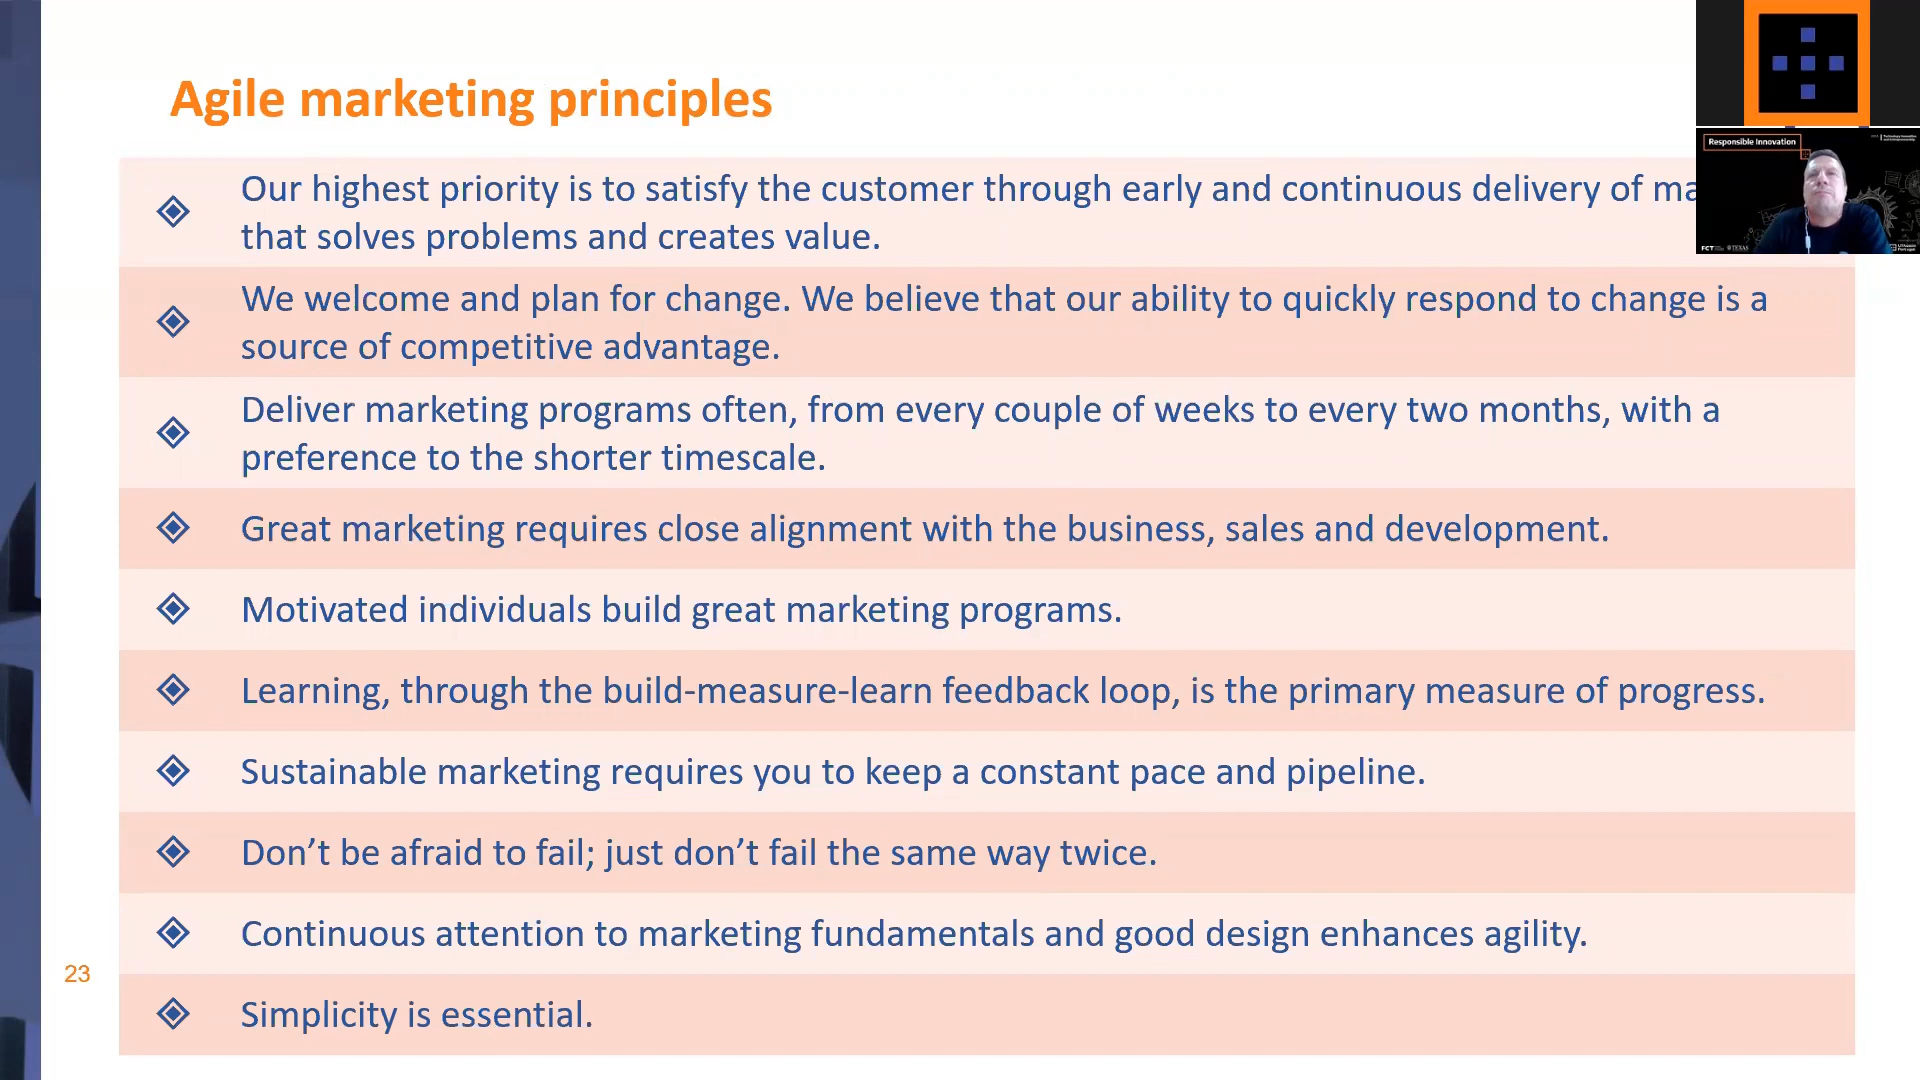 Agile marketing principles
Responsible Innovation
Our highest priority is to satisfy the customer through early and continuous delivery of
that solves problems and creates value.
We welcome and plan for change. We believe that our ability to quickly respond to change is a
source of competitive advantage.
Deliver marketing programs often, from every couple of weeks to every two months, with a
preference to the shorter timescale.
Great marketing requires close alignment with the business, sales and development.
Motivated individuals build great marketing programs.
Learning, through the build-measure-learn feedback loop, is the primary measure of progress.
Sustainable marketing requires you to keep a constant pace and pipeline.
Don’t be afraid to fail; just don’t fail the same way twice.
Continuous attention to marketing fundamentals and good design enhances agility.
23
Simplicity is essential.